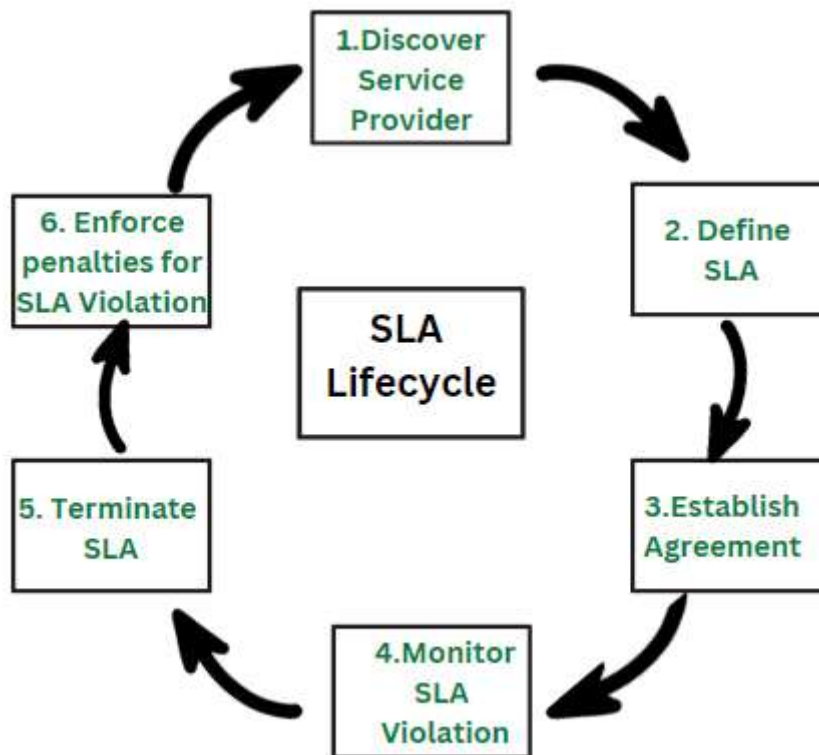 1.Discover
Service
Provider
2. Define
SLA
3.Establish
Agreement
4.Monitor
SLA
Violation
5. Terminate
SLA
6. Enforce
penalties for
SLA Violation
SLA
Lifecycle